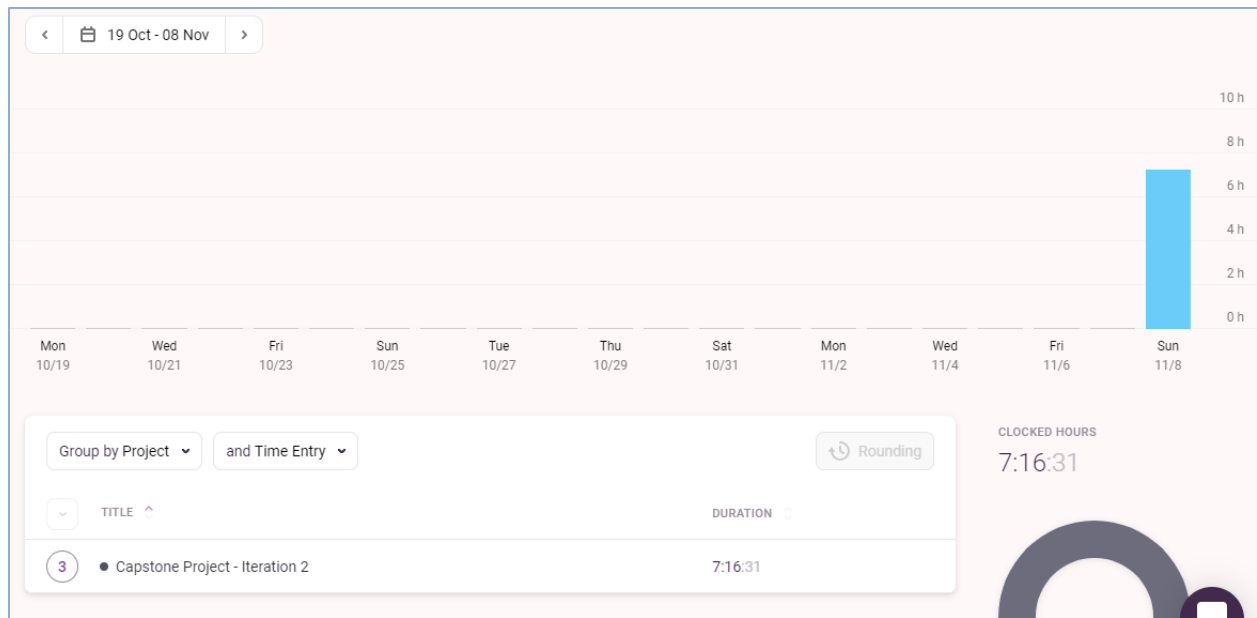 19 Oct - 08 Nov
10 h
8 h
6 h
4 h
2 h
0 h
Mon Wed Fri Sun Tue Thu Sat Mon Wed Fri Sun
10/19 10/21 10/23 10/25 10/27 10/29 10/31 11/2 11/4 11/6 11/8
Group by Project and Time Entry Rounding
CLOCKED HOURS
7:16:31
TITLE DURATION
3 Capstone Project - Iteration 2 7:16:31